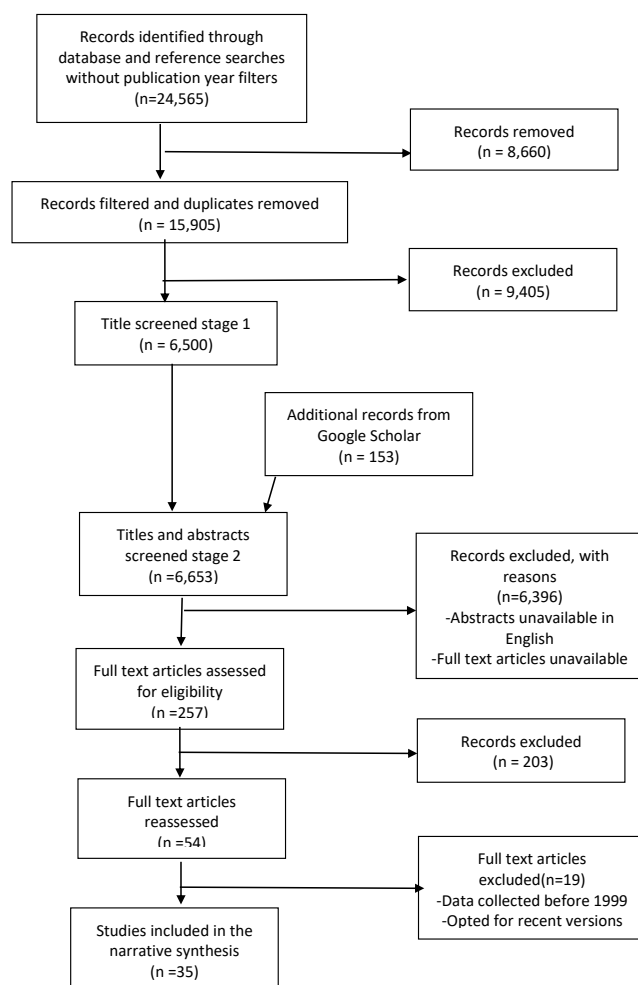 Records identified through
database and reference searches
without publication year filters
(n=24,565)
Records removed
(n = 8,660)
Records filtered and duplicates removed
(n = 15,905)
Records excluded
(n = 9,405)
Title screened stage 1
(n = 6,500)
Additional records from
Google Scholar
(n = 153)
Titles and abstracts
screened stage 2
(n =6,653)
Records excluded, with
reasons
(n=6,396)
-Abstracts unavailable in
English
-Full text articles unavailable
Full text articles assessed
for eligibility
(n =257)
Records excluded
(n = 203)
Full text articles
reassessed
(n =54)
Full text articles
excluded(n=19)
-Data collected before 1999
-Opted for recent versions
Studies included in the
narrative synthesis
(n =35)